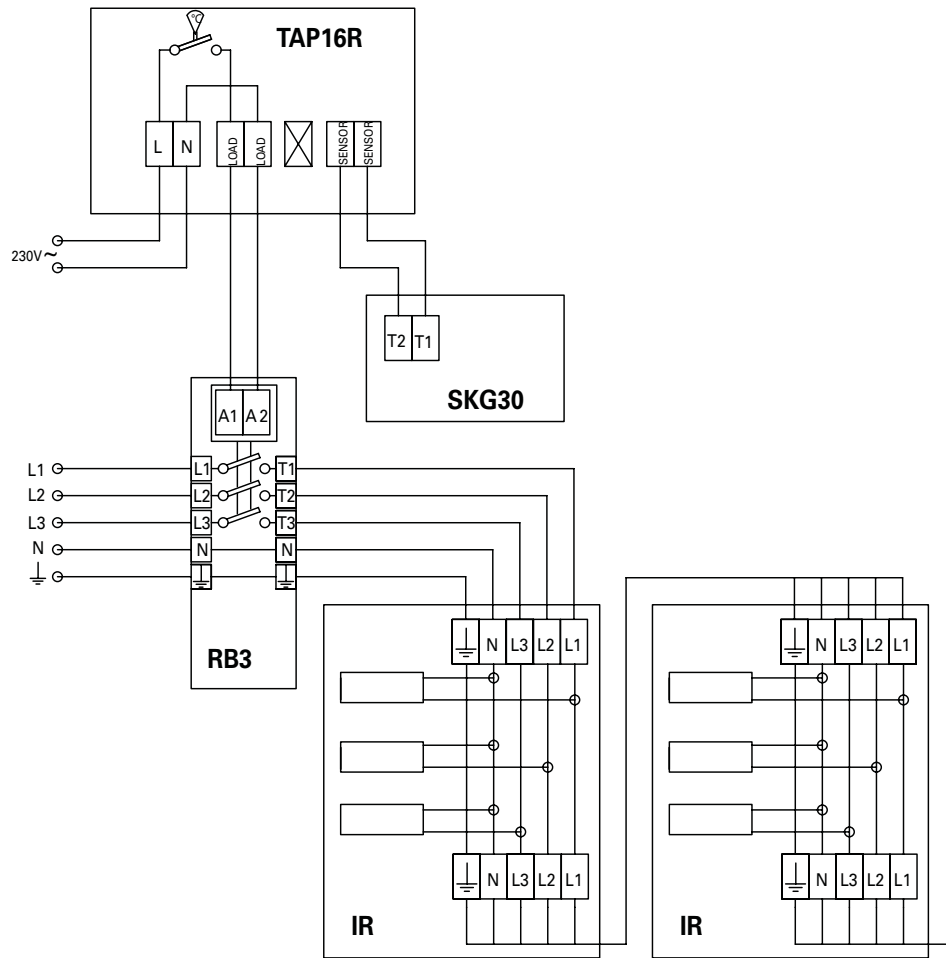 °C
TAP16R
L N LOAD LOAD SENSOR SENSOR
230V~
T2 T1
SKG30
A1 A2
L1 L1 T1
L2 L2 T2
L3 L3 T3
N N N
RB3
N L3 L2 L1
N L3 L2 L1
N L3 L2 L1
N L3 L2 L1
IR
IR